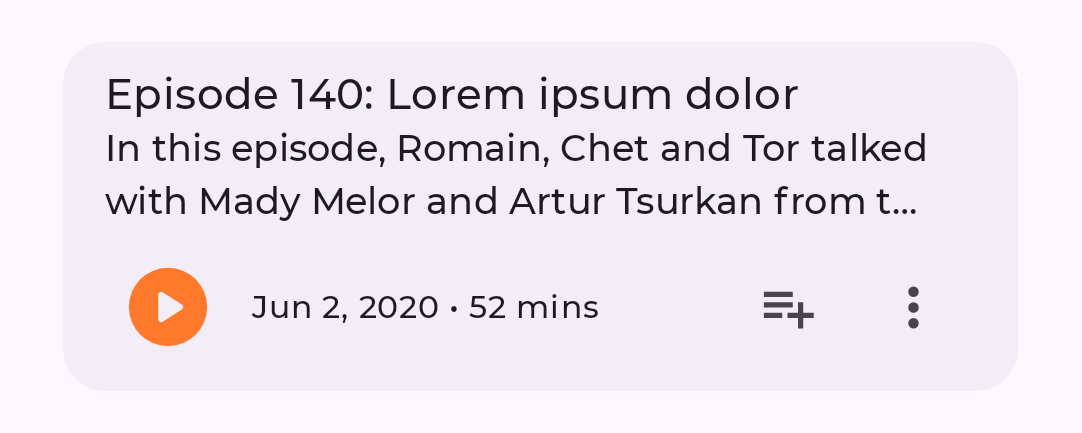 Episode 140: Lorem ipsum dolor
In this episode, Romain, Chet and Tor talked
with Mady Melor and Artur Tsurkan from t...
Jun 2, 2020 • 52 mins